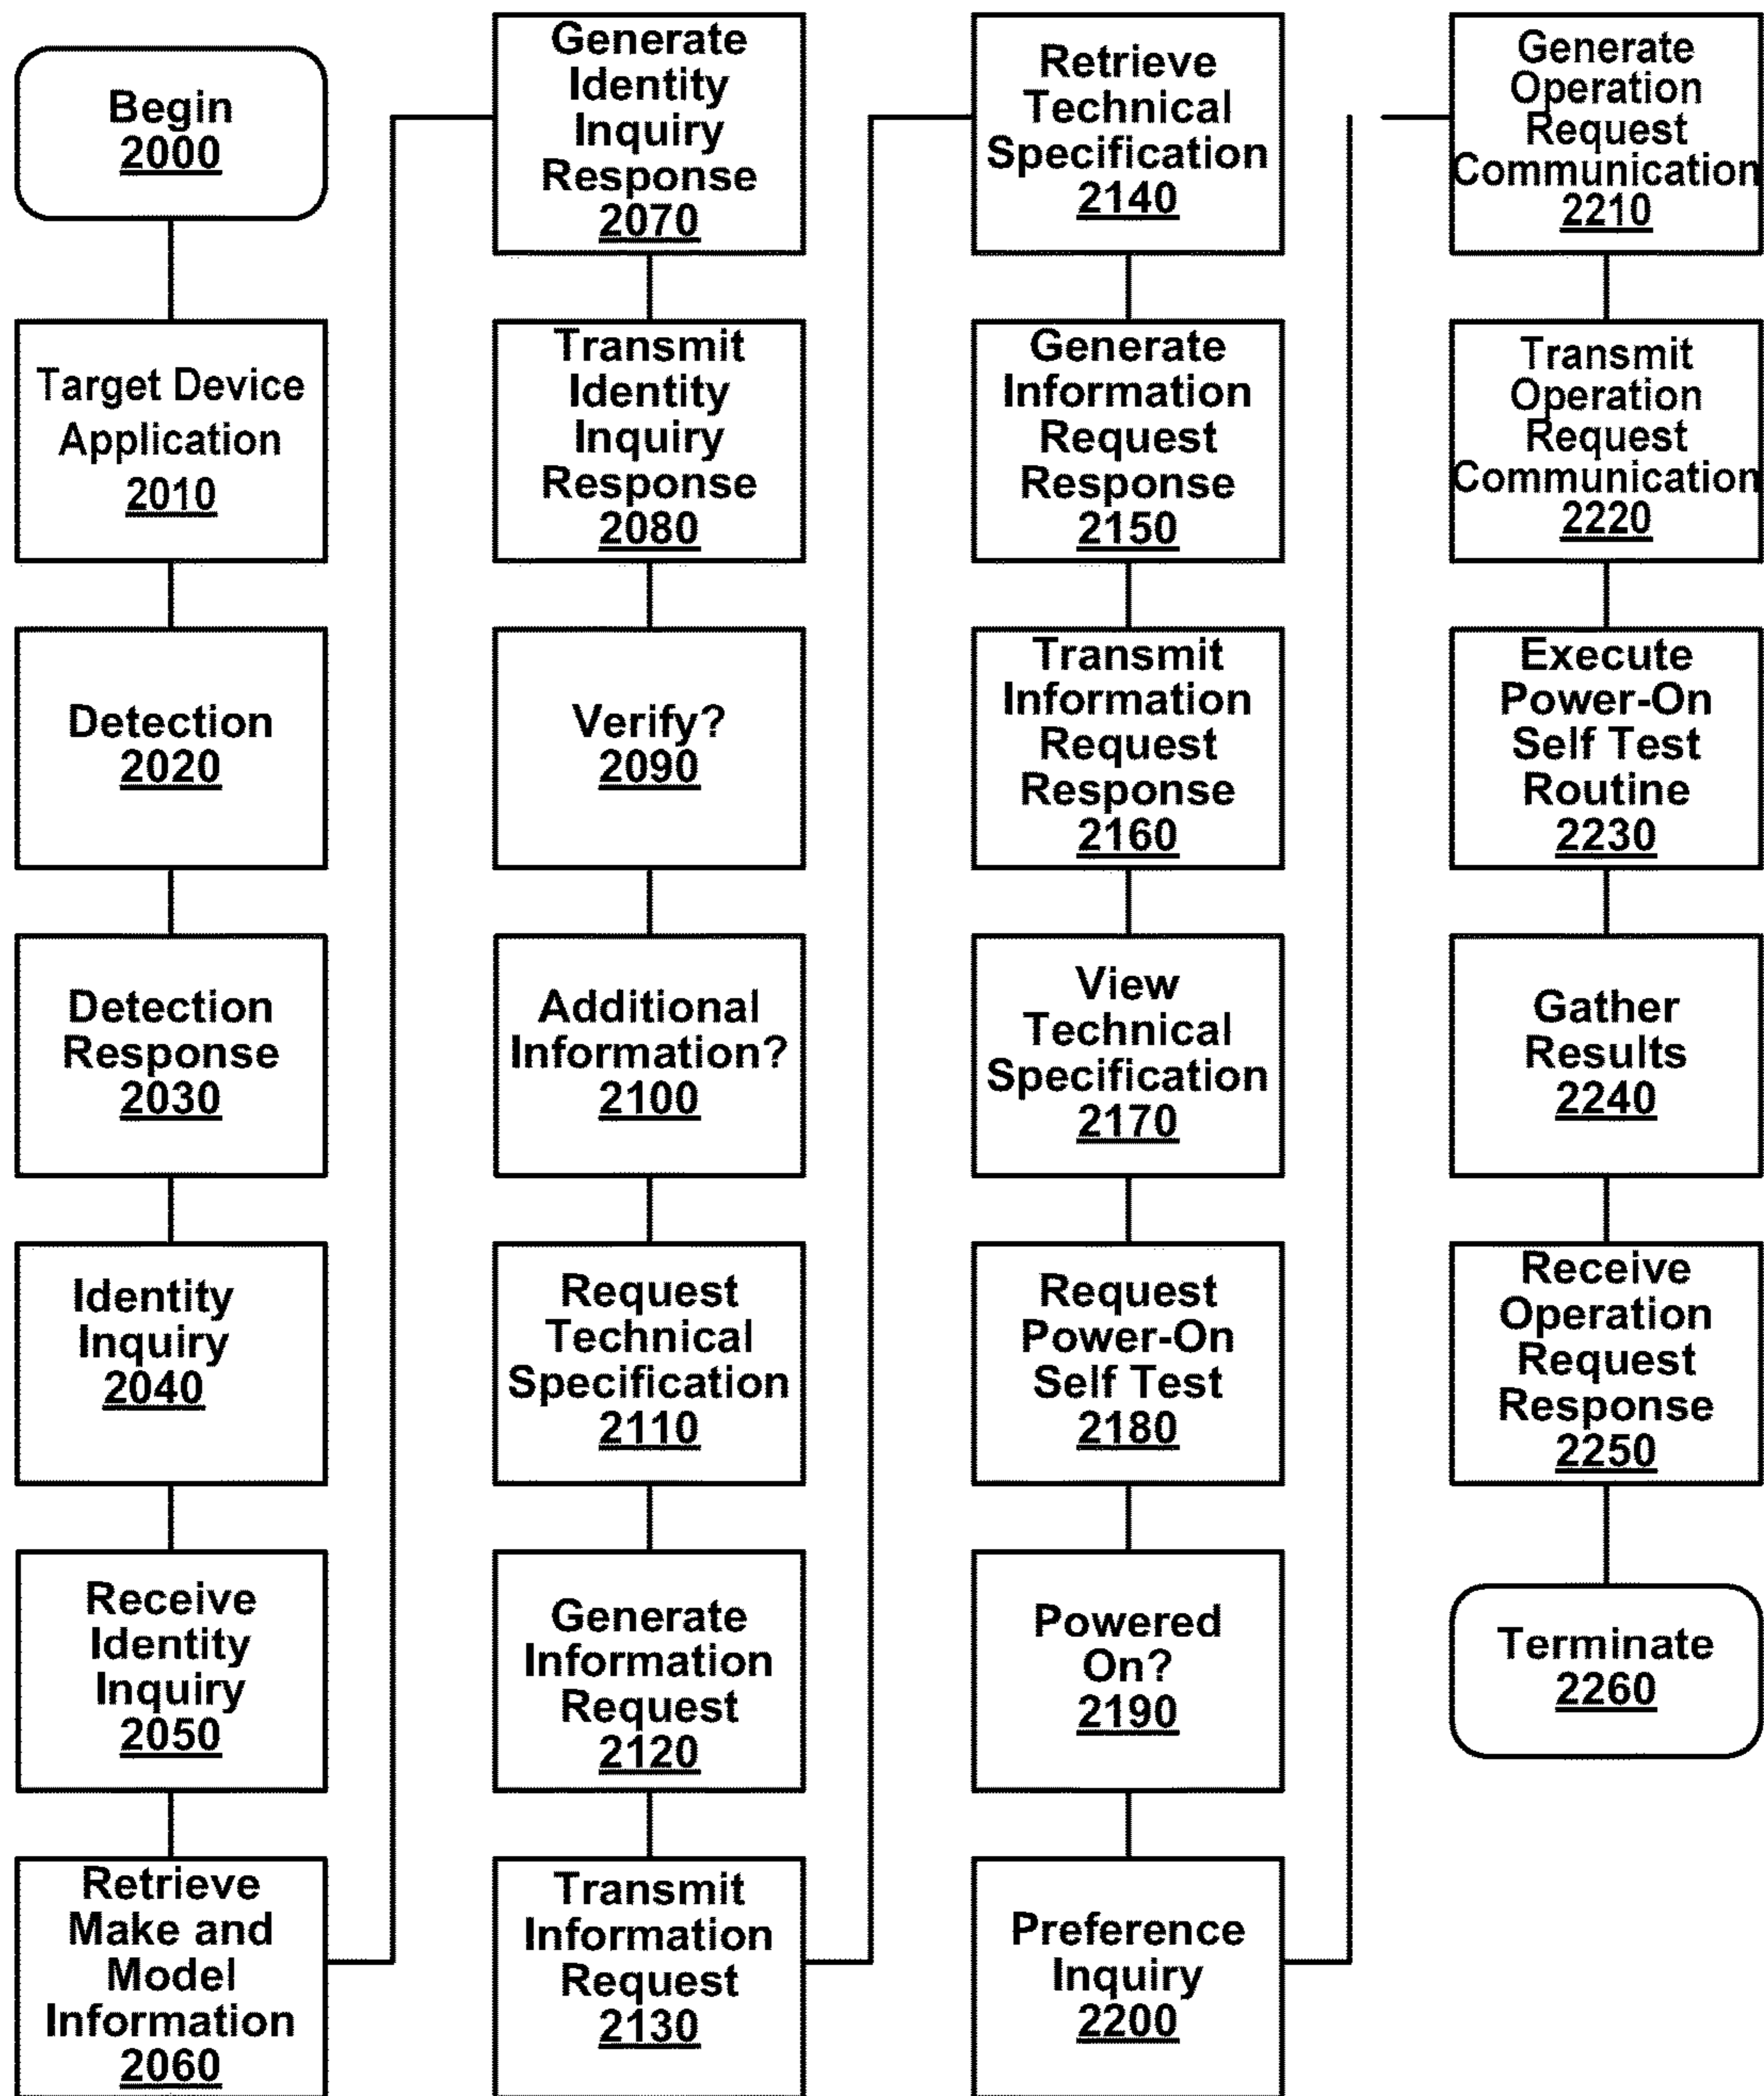 Begin
2000
Target Device
Application
2010
Detection
2020
Detection
Response
2030
Identity
Inquiry
2040
Receive
Identity
Inquiry
2050
Retrieve
Make and
Model
Information
2060
Generate
Identity
Inquiry
Response
2070
Transmit
Identity
Inquiry
Response
2080
Verify?
2090
Additional
Information?
2100
Request
Technical
Specification
2110
Generate
Information
Request
2120
Transmit
Information
Request
2130
Retrieve
Technical
Specification
2140
Generate
Information
Request
Response
2150
Transmit
Information
Request
Response
2160
View
Technical
Specification
2170
Request
Power-On
Self Test
2180
Powered
On?
2190
Preference
Inquiry
2200
Generate
Operation
Request
Communication
2210
Transmit
Operation
Request
Communication
2220
Execute
Power-On
Self Test
Routine
2230
Gather
Results
2240
Receive
Operation
Request
Response
2250
Terminate
2260